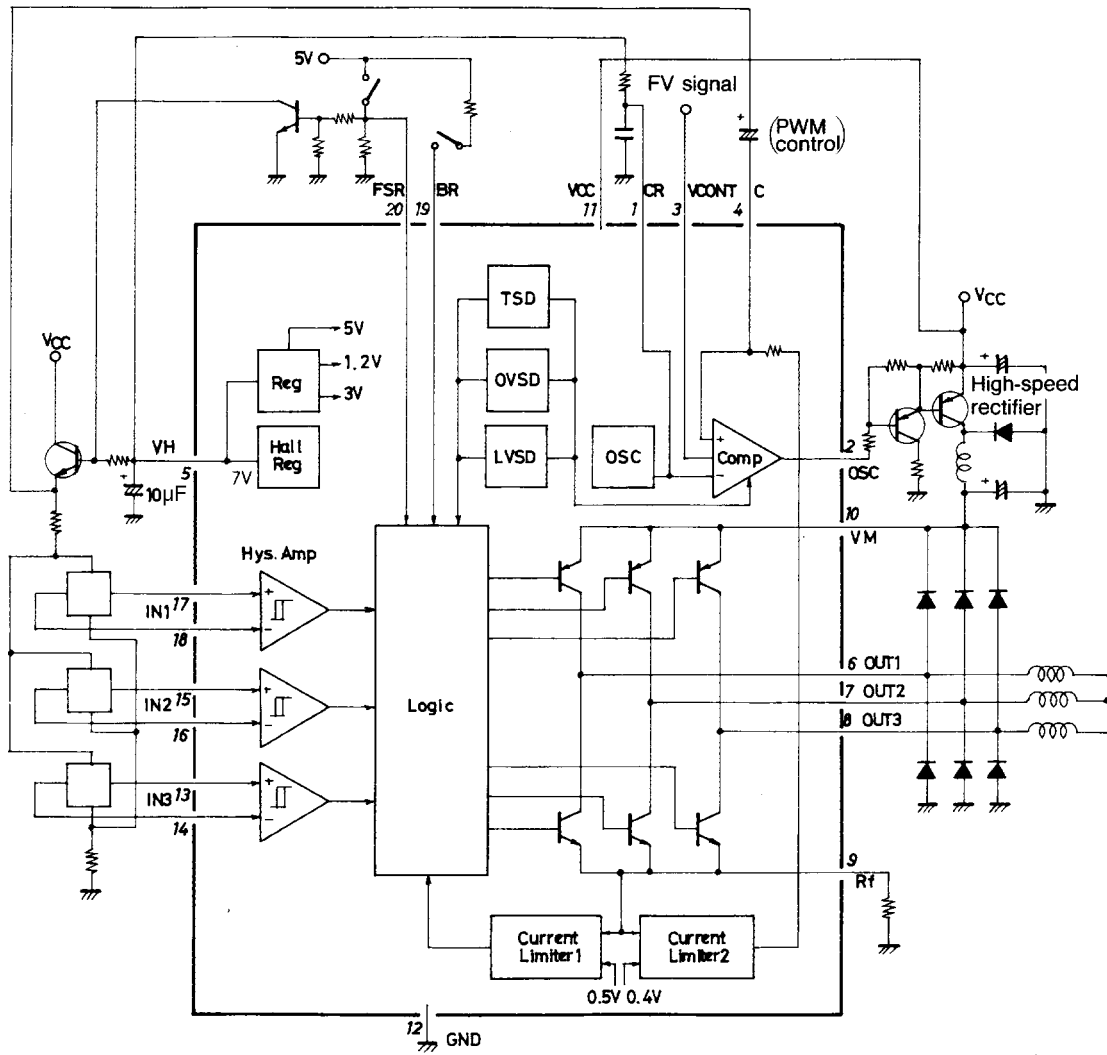 5V
FV signal
(PWM
control)
FSR
20
BR
19
VCC
11
CR
1
VCONT
3
C
4
TSD
VCC
VCC
5V
1.2V
3V
Reg
OVSD
High-speed
rectifier
VH
5
7V
Hall
Reg
LVSD
OSC
Comp
+
−
2
OSC
10µF
10
VM
Hys. Amp
IN1 17
18
+
−
6 OUT1
IN2 15
16
+
−
Logic
7 OUT2
8 OUT3
IN3 13
14
+
−
9
Rf
Current
Limiter1
Current
Limiter2
0.5V 0.4V
12
GND